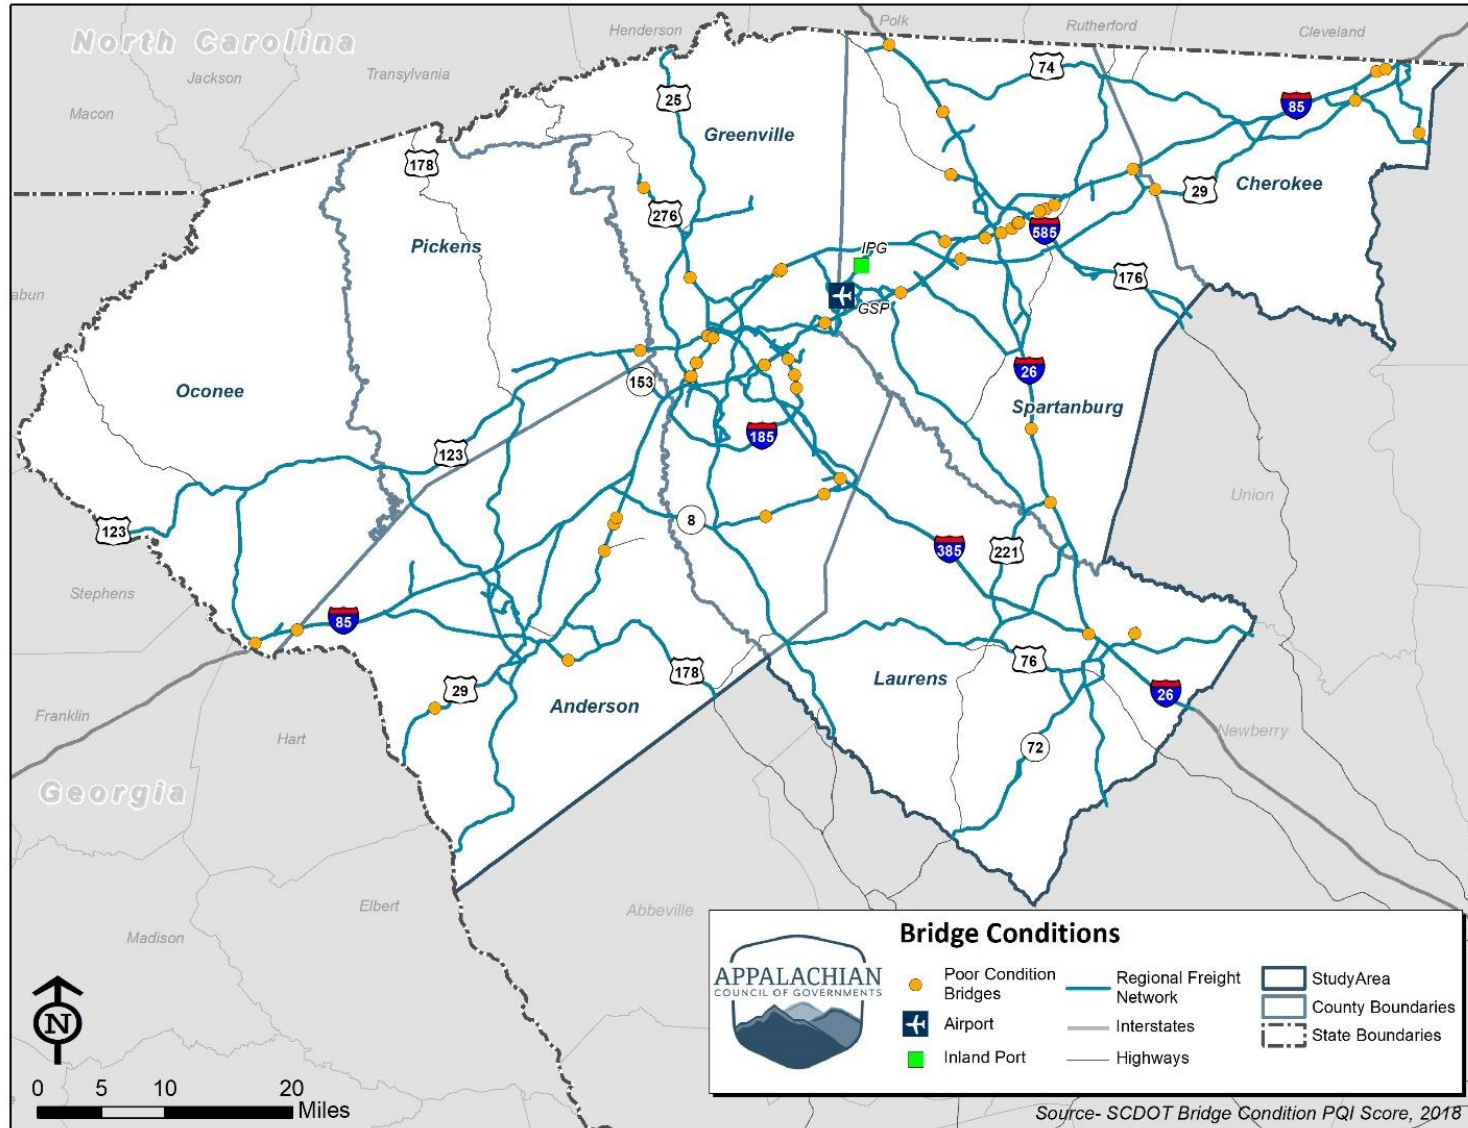 North Carolina
Henderson
Polk
Rutherford
Cleveland
Jackson
Transylvania
Macon
74
25
85
Greenville
178
29
Cherokee
276
585
Pickens
IPG
176
abun
GSP
26
153
Oconee
Spartanburg
185
123
Union
8
123
385
221
Stephens
85
76
178
Laurens
29
26
Anderson
Franklin
Newberry
Hart
72
Georgia
Elbert
Abbeville
Madison
Bridge Conditions
APPALACHIAN
COUNCIL OF GOVERNMENTS
Poor Condition
Bridges
Airport
Inland Port
Regional Freight
Network
Interstates
Highways
StudyArea
County Boundaries
State Boundaries
N
0 5 10 20
Miles
Source- SCDOT Bridge Condition PQI Score, 2018